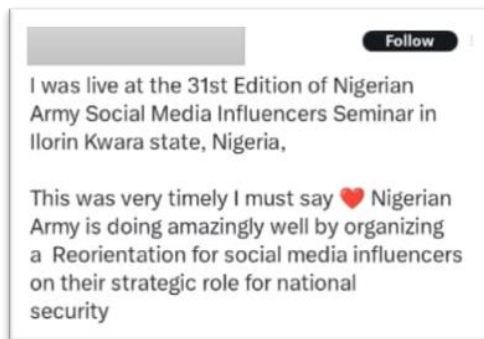 Follow
I was live at the 31st Edition of Nigerian
Army Social Media Influencers Seminar in
Ilorin Kwara state, Nigeria,
This was very timely I must say ❤️ Nigerian
Army is doing amazingly well by organizing
a Reorientation for social media influencers
on their strategic role for national
security